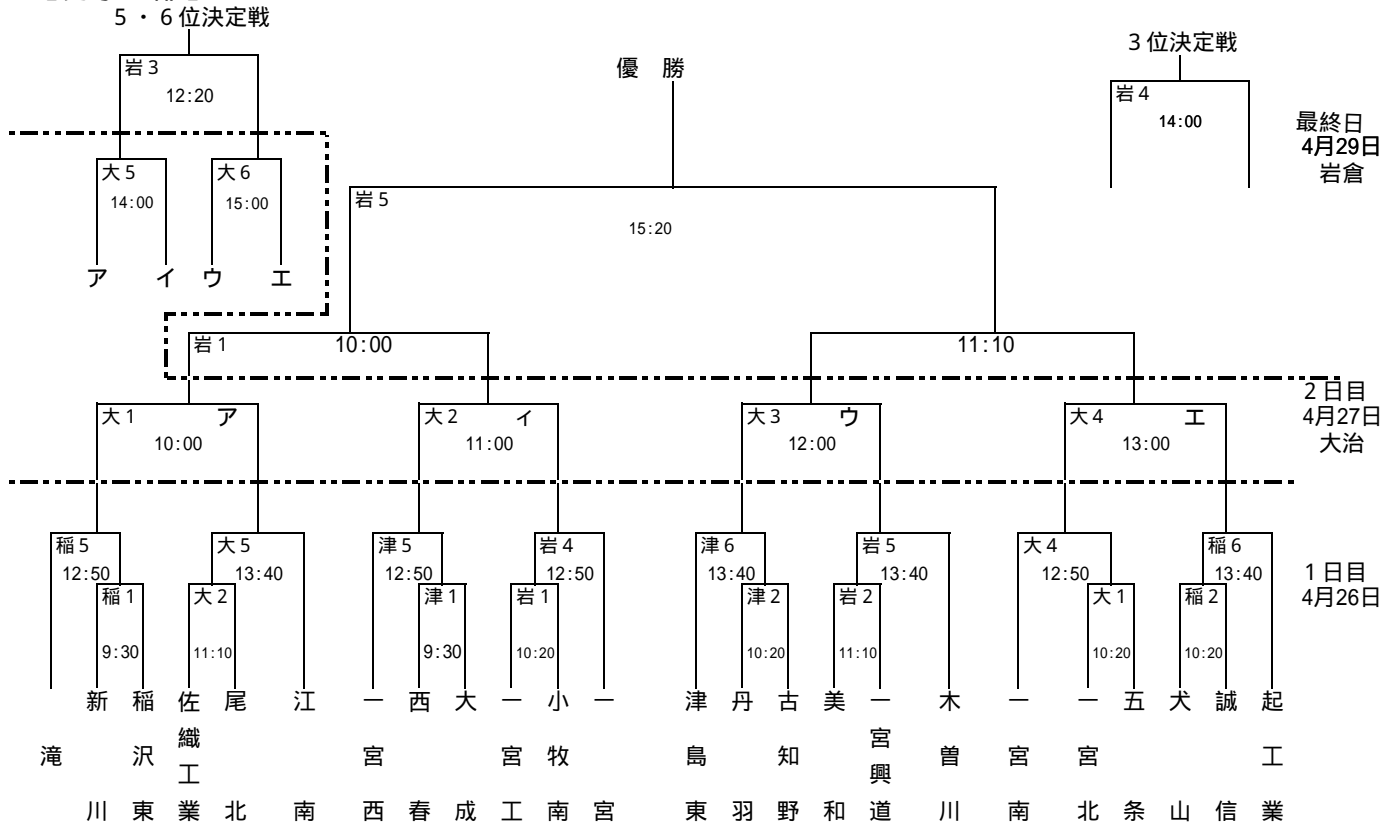 5・6位決定戦
岩3
12:20
優 勝
3位決定戦
岩4
14:00
最終日
4月29日
岩倉
大5
14:00
大6
15:00
ア イ ウ エ
岩5
15:20
岩1 10:00
11:10
2日目
4月27日
大治
大1 ア
10:00
大2 ィ
11:00
大3 ウ
12:00
大4 エ
13:00
1日目
4月26日
稲5
12:50
大5
13:40
津5
12:50
岩4
12:50
津6
13:40
岩5
13:40
大4
12:50
稲6
13:40
稲1
9:30
大2
11:10
津1
9:30
岩1
10:20
津2
10:20
岩2
11:10
大1
10:20
稲2
10:20
滝
新川
稲沢東
佐織工業
尾北
江南
一宮西
西春
大成
一宮工
小牧南
一宮
津島東
丹羽
古知野
美和
一宮興道
木曽川
一宮南
一宮北
五条
犬山
誠信
起工業